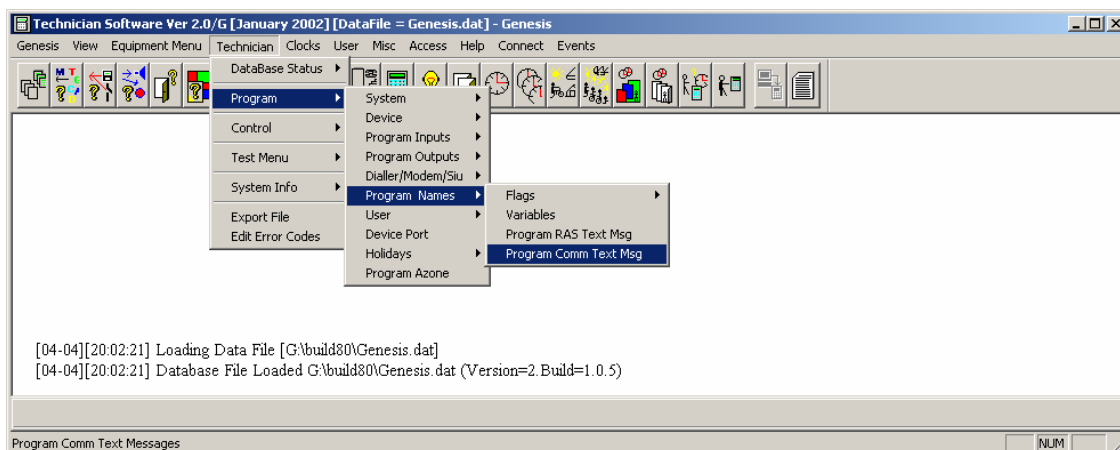 Technician Software Ver 2.0/G [January 2002] [DataFile = Genesis.dat] - Genesis
Genesis View Equipment Menu Technician Clocks User Misc Access Help Connect Events
DataBase Status
Program
Control
Test Menu
System Info
Export File
Edit Error Codes
System
Device
Program Inputs
Program Outputs
Dialler/Modem/Siu
Program Names
User
Device Port
Holidays
Program Azone
Flags
Variables
Program RAS Text Msg
Program Comm Text Msg
[04-04][20:02:21] Loading Data File [G:\build80\Genesis.dat]
[04-04][20:02:21] Database File Loaded G:\build80\Genesis.dat (Version=2.Build=1.0.5)
Program Comm Text Messages NUM